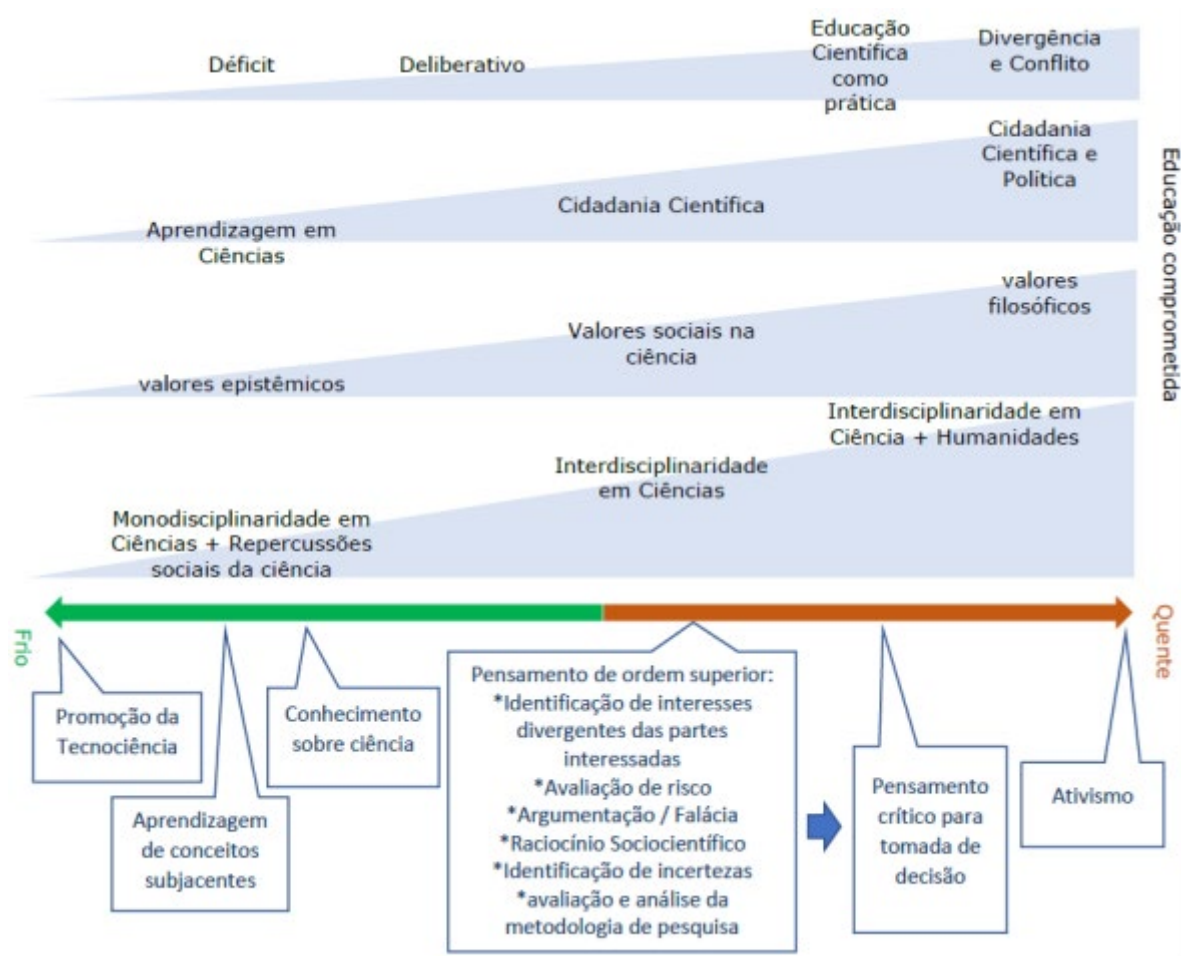 Déficit
Deliberativo
Educação
Científica
como
prática
Divergência
e Conflito
Cidadania
Científica e
Política
Cidadania Científica
Aprendizagem em
Ciências
valores
filosóficos
Valores sociais na
ciência
valores epistêmicos
Interdisciplinaridade em
Ciência + Humanidades
Interdisciplinaridade
em Ciências
Monodisciplinaridade em
Ciências + Repercussões
sociais da ciência
Educação comprometida
Frio
Quente
Promoção da
Tecnociência
Aprendizagem
de conceitos
subjacentes
Conhecimento
sobre ciência
Pensamento de ordem superior:
*Identificação de interesses
divergentes das partes
interessadas
*Avaliação de risco
*Argumentação / Falácia
*Raciocínio Sociocientífico
*Identificação de incertezas
*avaliação e análise da
metodologia de pesquisa
Pensamento
crítico para
tomada de
decisão
Ativismo